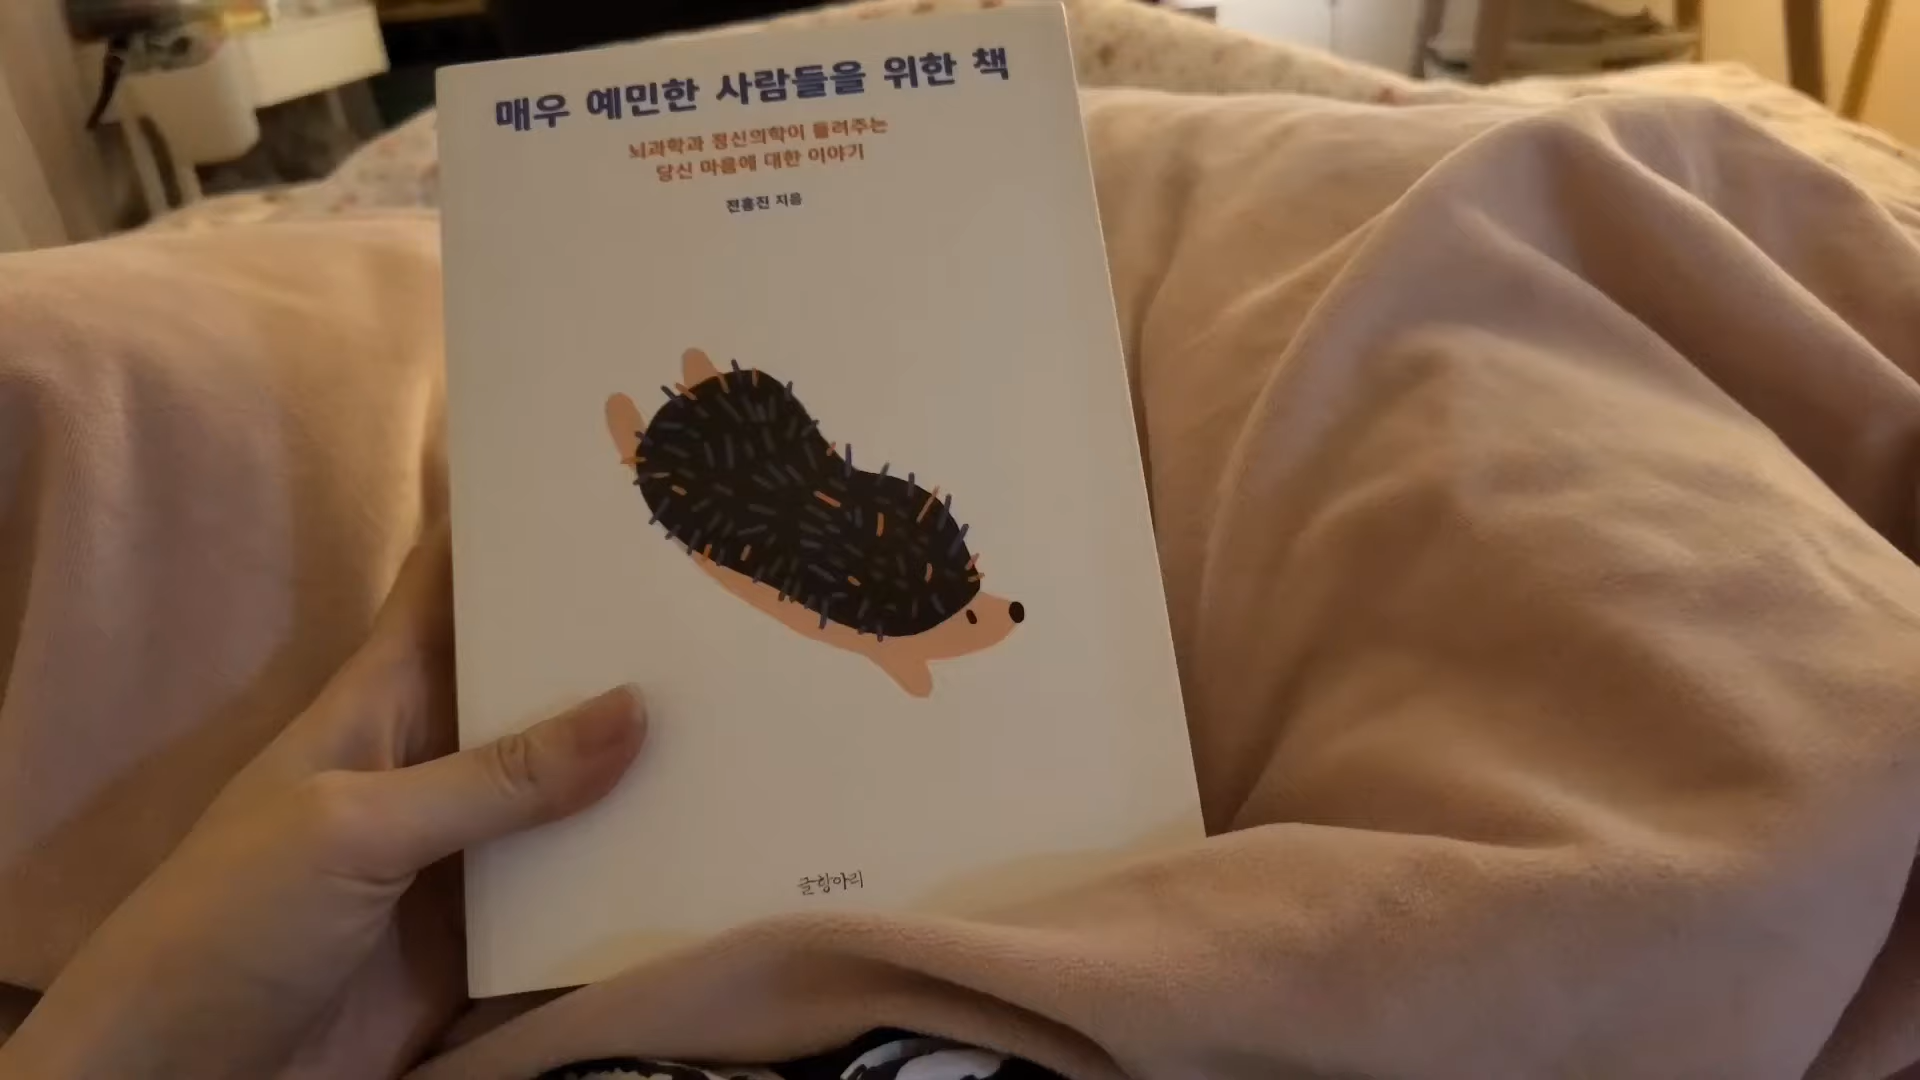 매우 예민한 사람들을 위한 책
뇌과학과 정신의학이 들려주는
당신 마음에 대한 이야기
전홍진 지음
글항아리